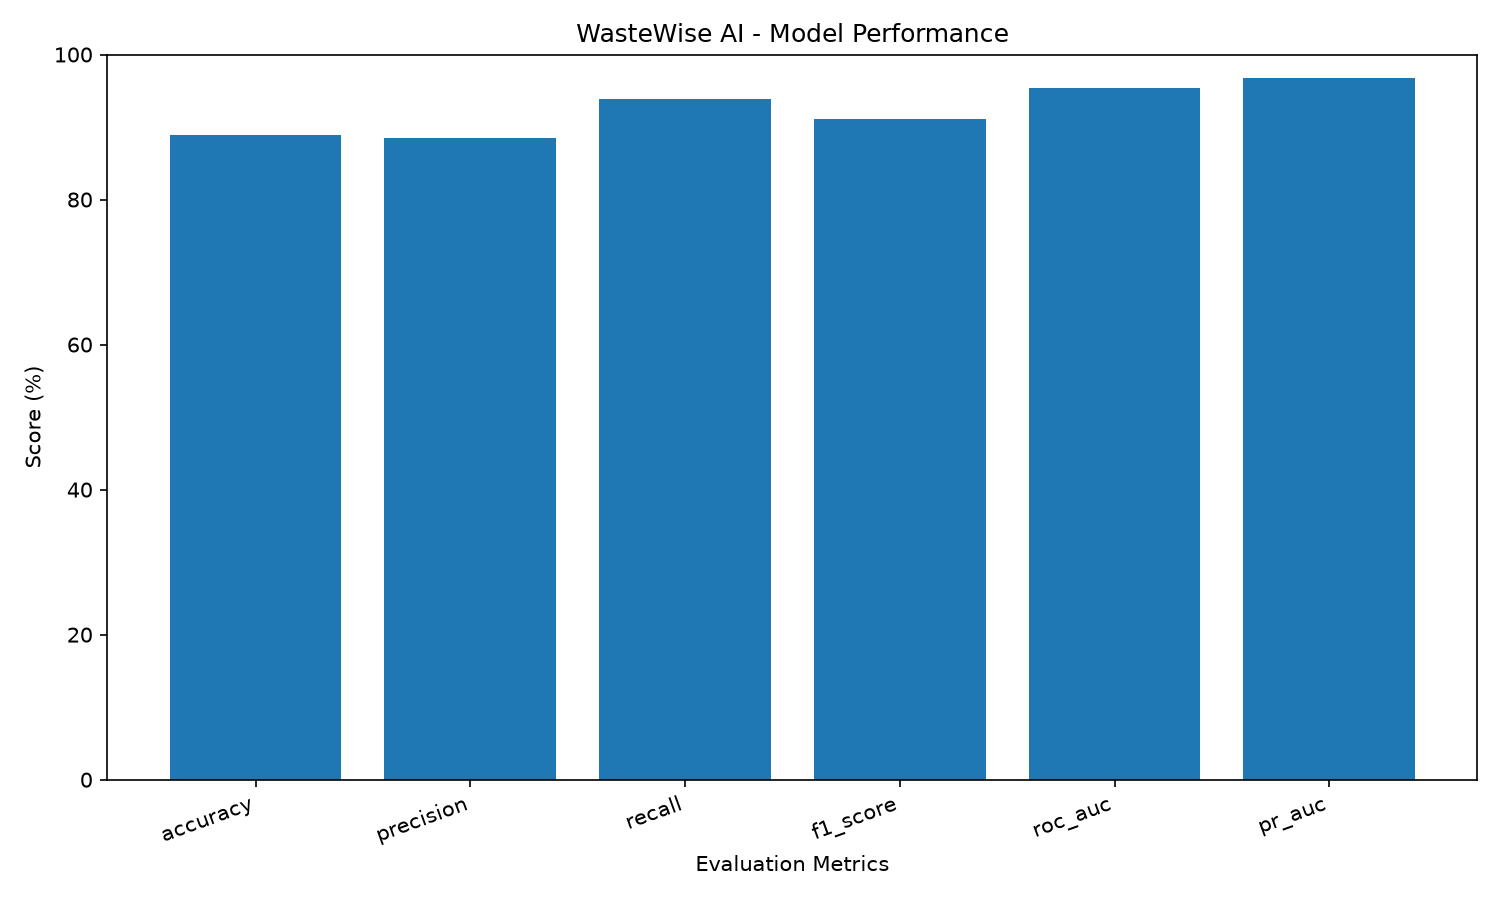 WasteWise AI - Model Performance
100
80
60
40
20
0
Score (%)
accuracy
precision
recall
f1_score
roc_auc
pr_auc
Evaluation Metrics